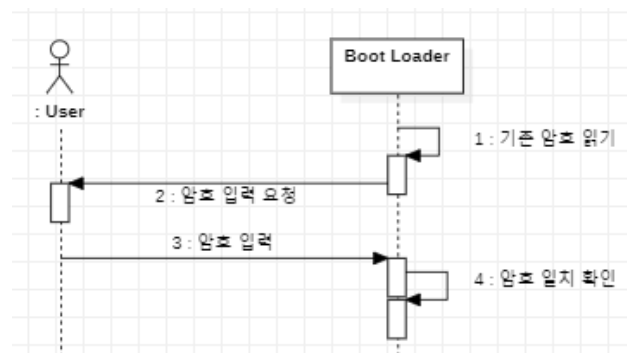 Boot Loader
: User
1 : 기존 암호 읽기
2 : 암호 입력 요청
3 : 암호 입력
4 : 암호 일치 확인